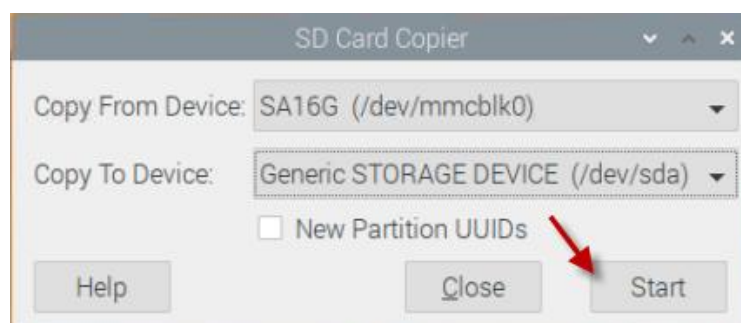 SD Card Copier
Copy From Device: SA16G (/dev/mmcblk0)
Copy To Device: Generic STORAGE DEVICE (/dev/sda)
New Partition UUIDs
Help Close Start